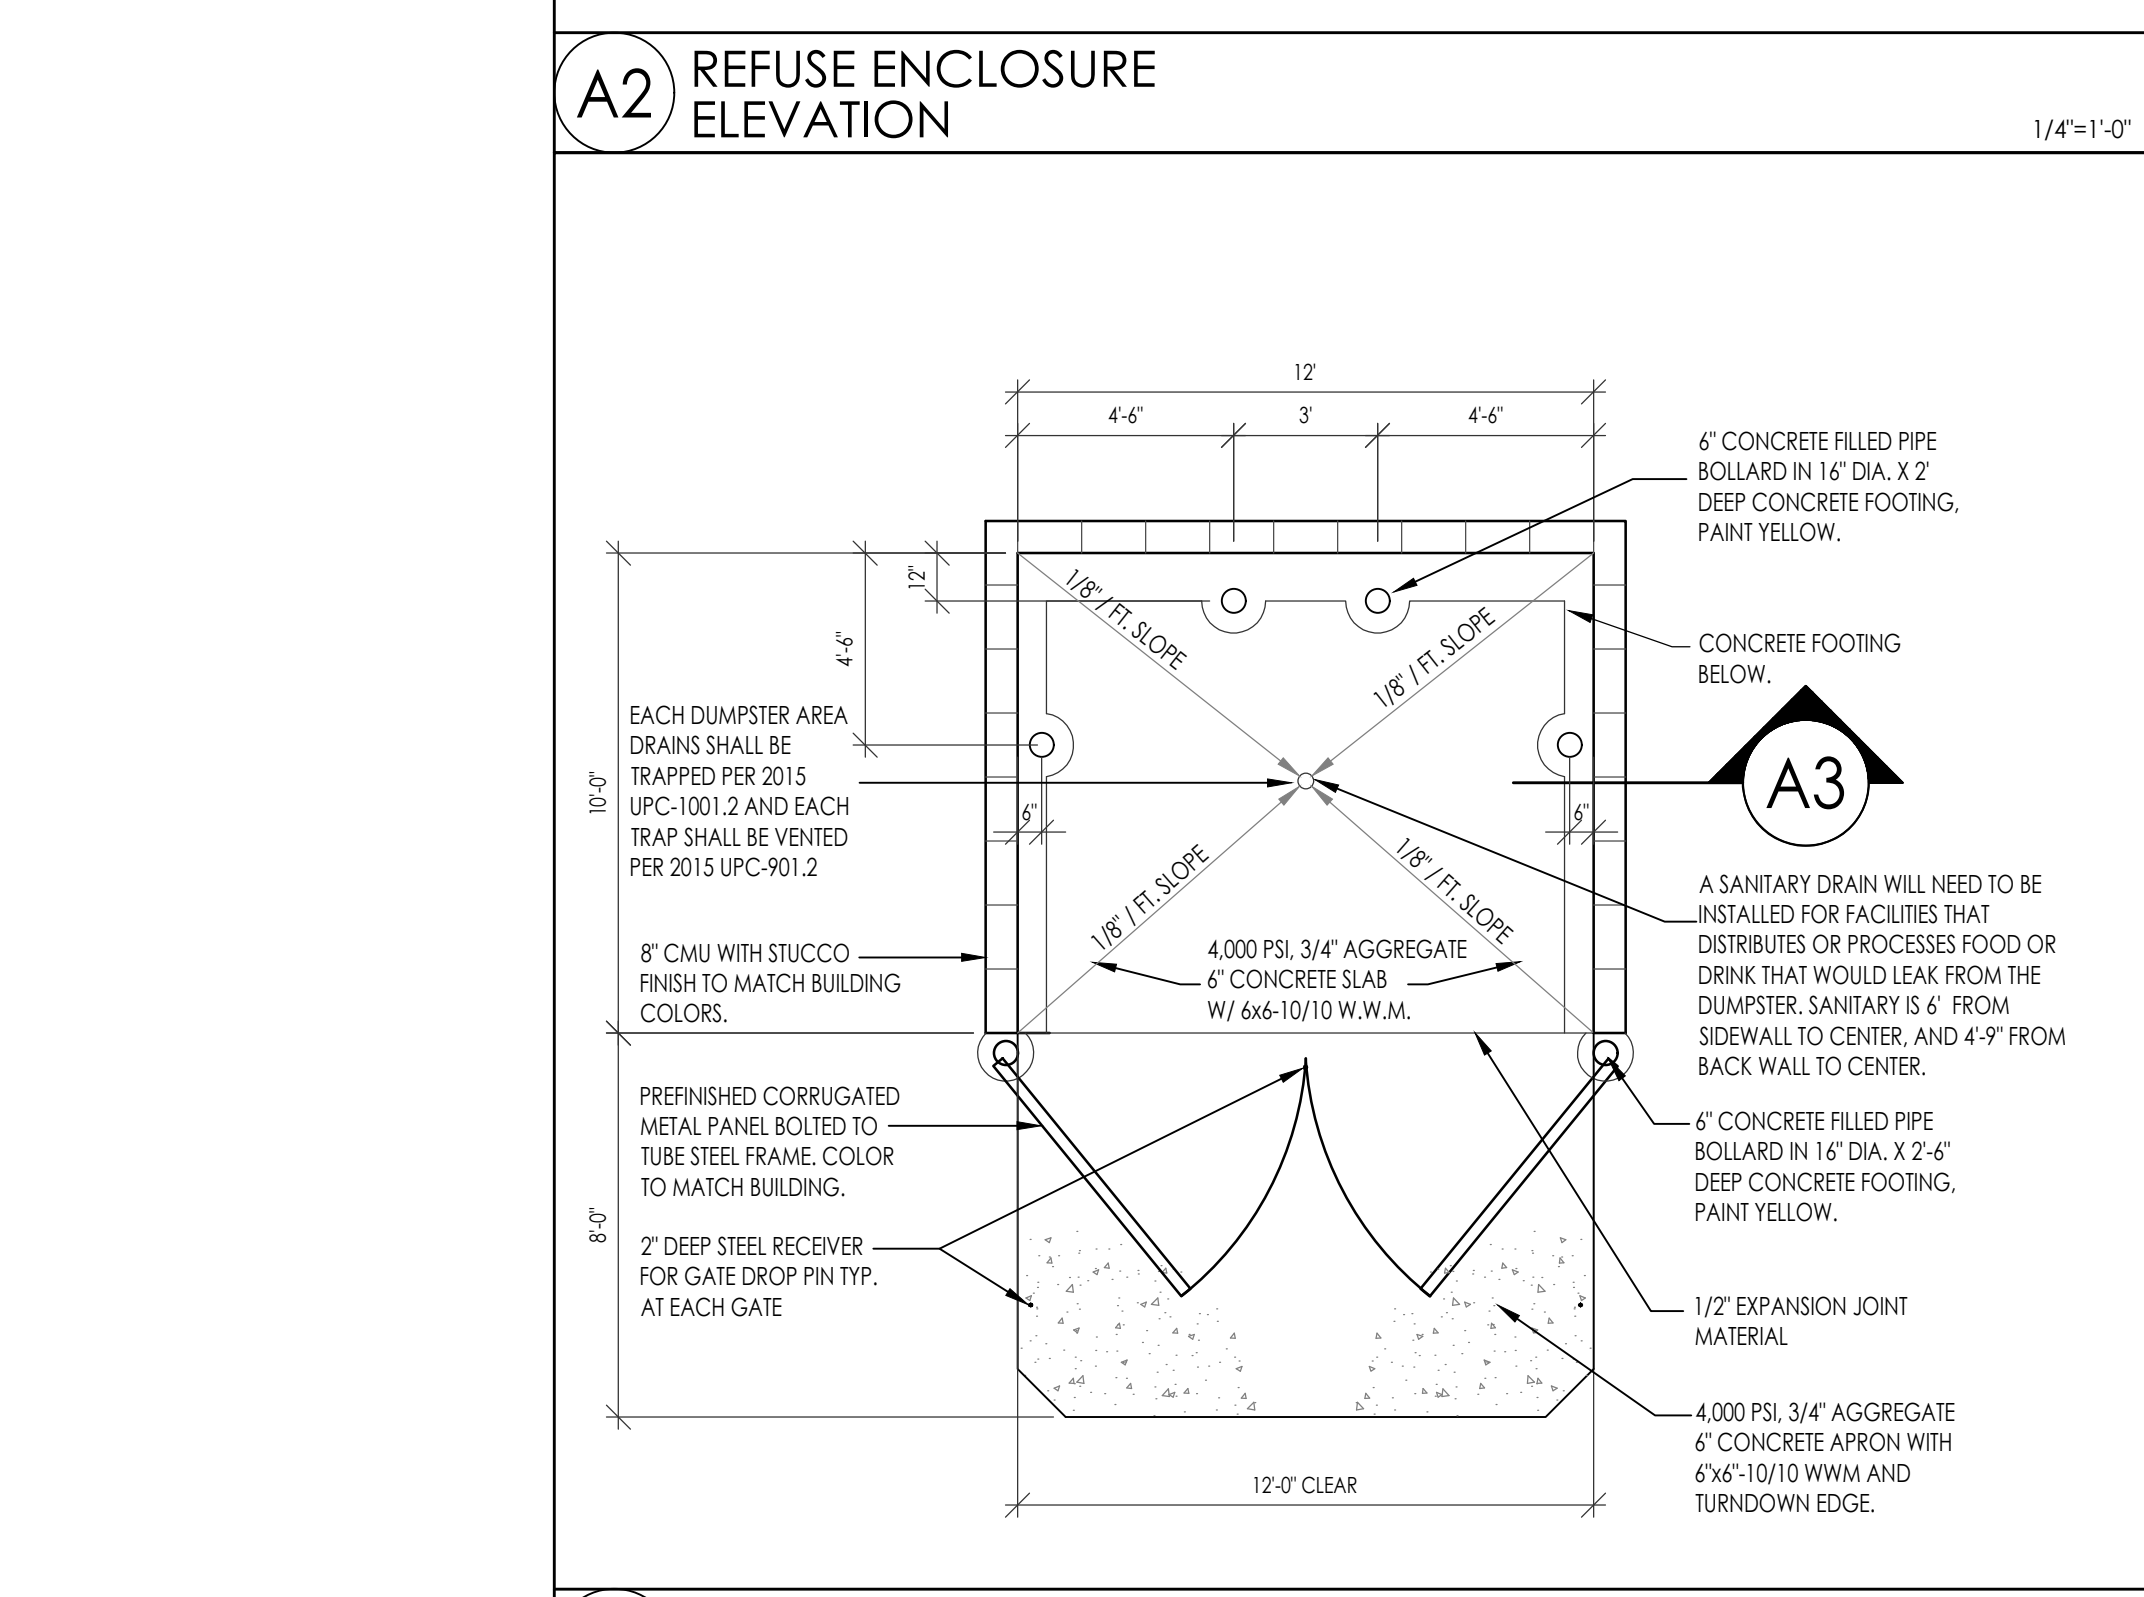 A2
REFUSE ENCLOSURE
ELEVATION
1/4"=1'-0"
12'
4'-6"
3'
4'-6"
6" CONCRETE FILLED PIPE
BOLLARD IN 16" DIA. X 2'
DEEP CONCRETE FOOTING,
PAINT YELLOW.
12"
4'-6"
10'-0"
8'-0"
1/8" / FT. SLOPE
1/8" / FT. SLOPE
CONCRETE FOOTING
BELOW.
A3
EACH DUMPSTER AREA
DRAINS SHALL BE
TRAPPED PER 2015
UPC-1001.2 AND EACH
TRAP SHALL BE VENTED
PER 2015 UPC-901.2
6"
6"
1/8" / FT. SLOPE
1/8" / FT. SLOPE
A SANITARY DRAIN WILL NEED TO BE
INSTALLED FOR FACILITIES THAT
DISTRIBUTES OR PROCESSES FOOD OR
DRINK THAT WOULD LEAK FROM THE
DUMPSTER. SANITARY IS 6' FROM
SIDEWALL TO CENTER, AND 4'-9" FROM
BACK WALL TO CENTER.
8" CMU WITH STUCCO
FINISH TO MATCH BUILDING
COLORS.
4,000 PSI, 3/4" AGGREGATE
6" CONCRETE SLAB
W/ 6x6-10/10 W.W.M.
PREFINISHED CORRUGATED
METAL PANEL BOLTED TO
TUBE STEEL FRAME. COLOR
TO MATCH BUILDING.
6" CONCRETE FILLED PIPE
BOLLARD IN 16" DIA. X 2'-6"
DEEP CONCRETE FOOTING,
PAINT YELLOW.
2" DEEP STEEL RECEIVER
FOR GATE DROP PIN TYP.
AT EACH GATE
1/2" EXPANSION JOINT
MATERIAL
4,000 PSI, 3/4" AGGREGATE
6" CONCRETE APRON WITH
6"x6"-10/10 WWM AND
TURNDOWN EDGE.
12'-0" CLEAR